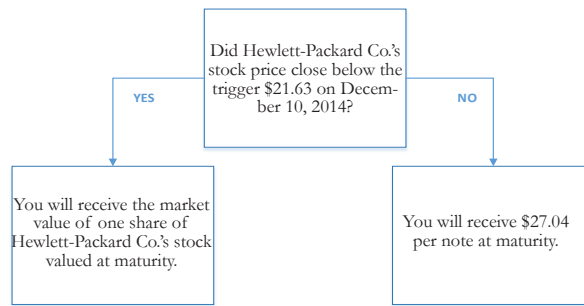 Did Hewlett-Packard Co.'s
stock price close below the
trigger $21.63 on Decem-
ber 10, 2014?
YES
NO
You will receive the market
value of one share of
Hewlett-Packard Co.'s stock
valued at maturity.
You will receive $27.04
per note at maturity.